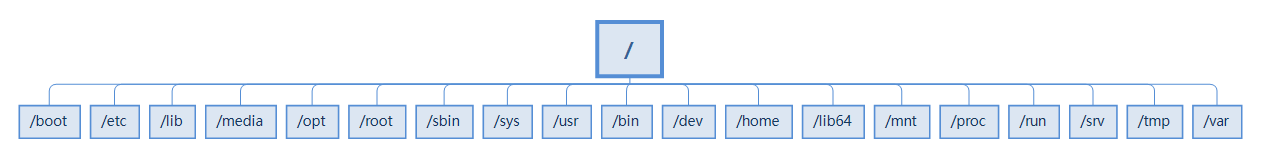 /
/boot /etc /lib /media /opt /root /sbin /sys /usr /bin /dev /home /lib64 /mnt /proc /run /srv /tmp /var